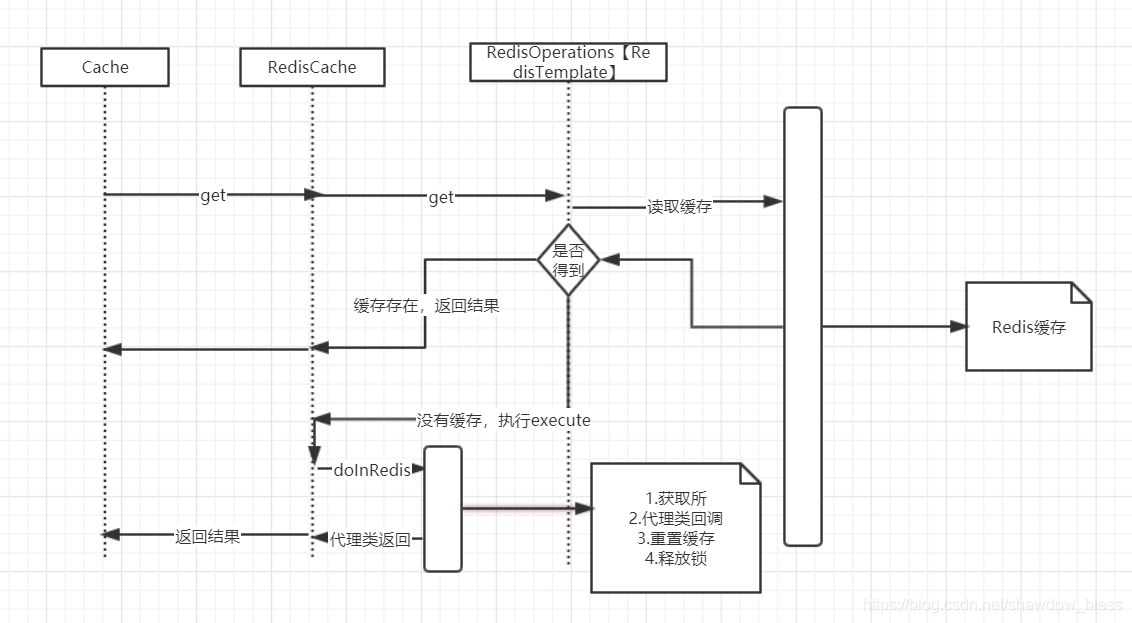 Cache
RedisCache
RedisOperations【Re
disTemplate】
get
get
读取缓存
是否
得到
缓存存在，返回结果
Redis缓存
没有缓存，执行execute
doInRedis
1.获取所
2.代理类回调
3.重置缓存
4.释放锁
返回结果
代理类返回
https://blog.csdn.net/shawdow_bless